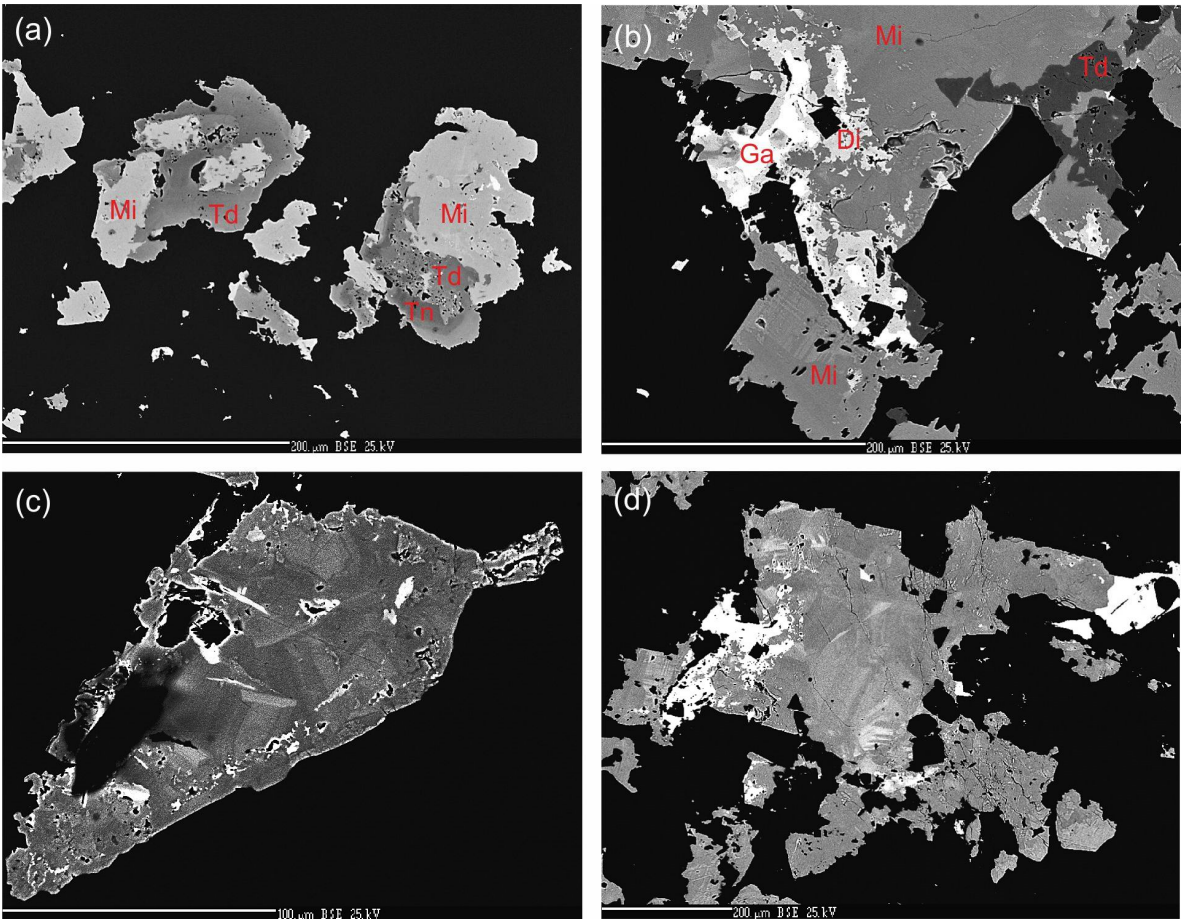 (a)
Mi
Td
Mi
Td
Tn
200.µm BSE 25.kV
(b)
Mi
Td
Ga
Di
Mi
200.µm BSE 25.kV
(c)
100.µm BSE 25.kV
(d)
200.µm BSE 25.kV